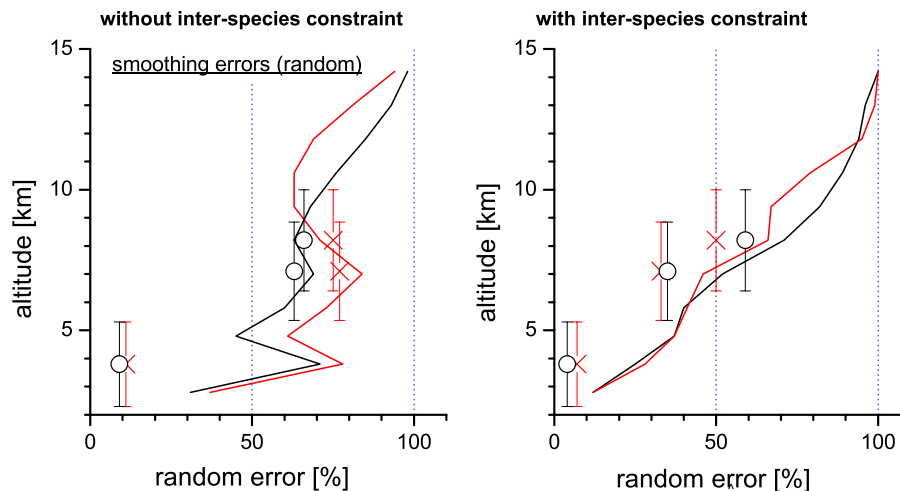 without inter-species constraint
with inter-species constraint
smoothing errors (random)
15
10
5
0
50
100
altitude [km]
random error [%]
15
10
5
0
50
100
altitude [km]
random error [%]